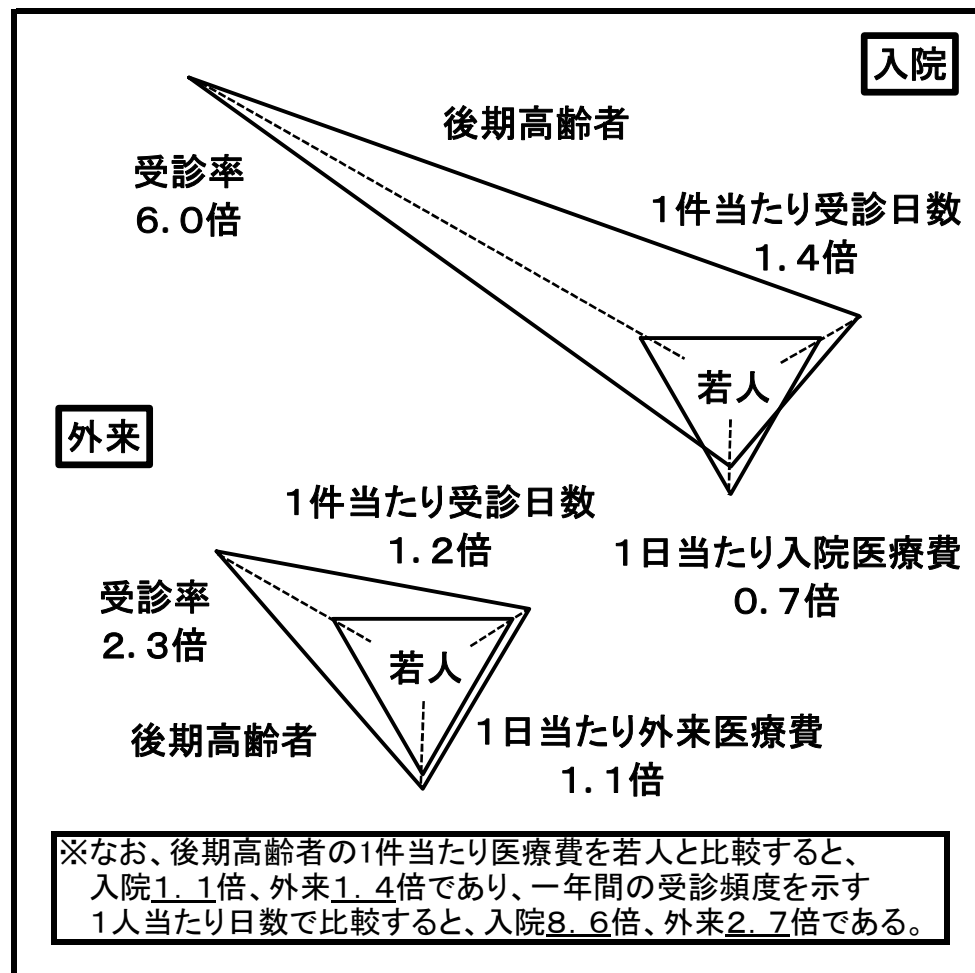 入院
後期高齢者
受診率
６．０倍
１件当たり受診日数
１．４倍
若人
１日当たり入院医療費
０．７倍
外来
１件当たり受診日数
１．２倍
受診率
２．３倍
若人
後期高齢者
１日当たり外来医療費
１．１倍
※なお、後期高齢者の1件当たり医療費を若人と比較すると、
入院１．１倍、外来１．４倍であり、一年間の受診頻度を示す
１人当たり日数で比較すると、入院８．６倍、外来２．７倍である。